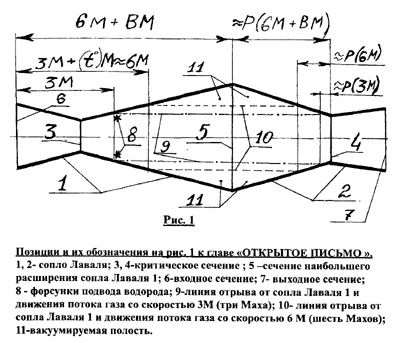 6М+ВМ
≈Р(6М+ВМ)
3М+(t°)М≈6М
≈Р(6М)
3М
≈Р(3М)
11
6
3
8
5
4
9
10
1
11
2
7
Рис. 1
Позиции и их обозначения на рис. 1 к главе «ОТКРЫТОЕ ПИСЬМО ».
1, 2- сопло Лаваля; 3, 4-критическое сечение ; 5 –сечение наибольшего
расширения сопла Лаваля 1; 6-входное сечение; 7- выходное сечение;
8 - форсунки подвода водорода; 9-линия отрыва от сопла Лаваля 1 и
движения потока газа со скоростью 3М (три Маха); 10- линия отрыва от
сопла Лаваля 1 и движения потока газа со скоростью 6 М (шесть Махов);
11-вакуумируемая полость.